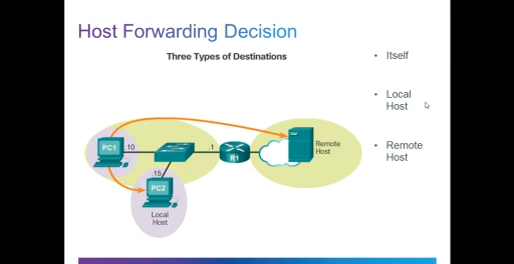 Host Forwarding Decision
Three Types of Destinations
• Itself
• Local
Host
• Remote
Host
PC1
10
1
R1
Remote
Host
15
PC2
Local
Host